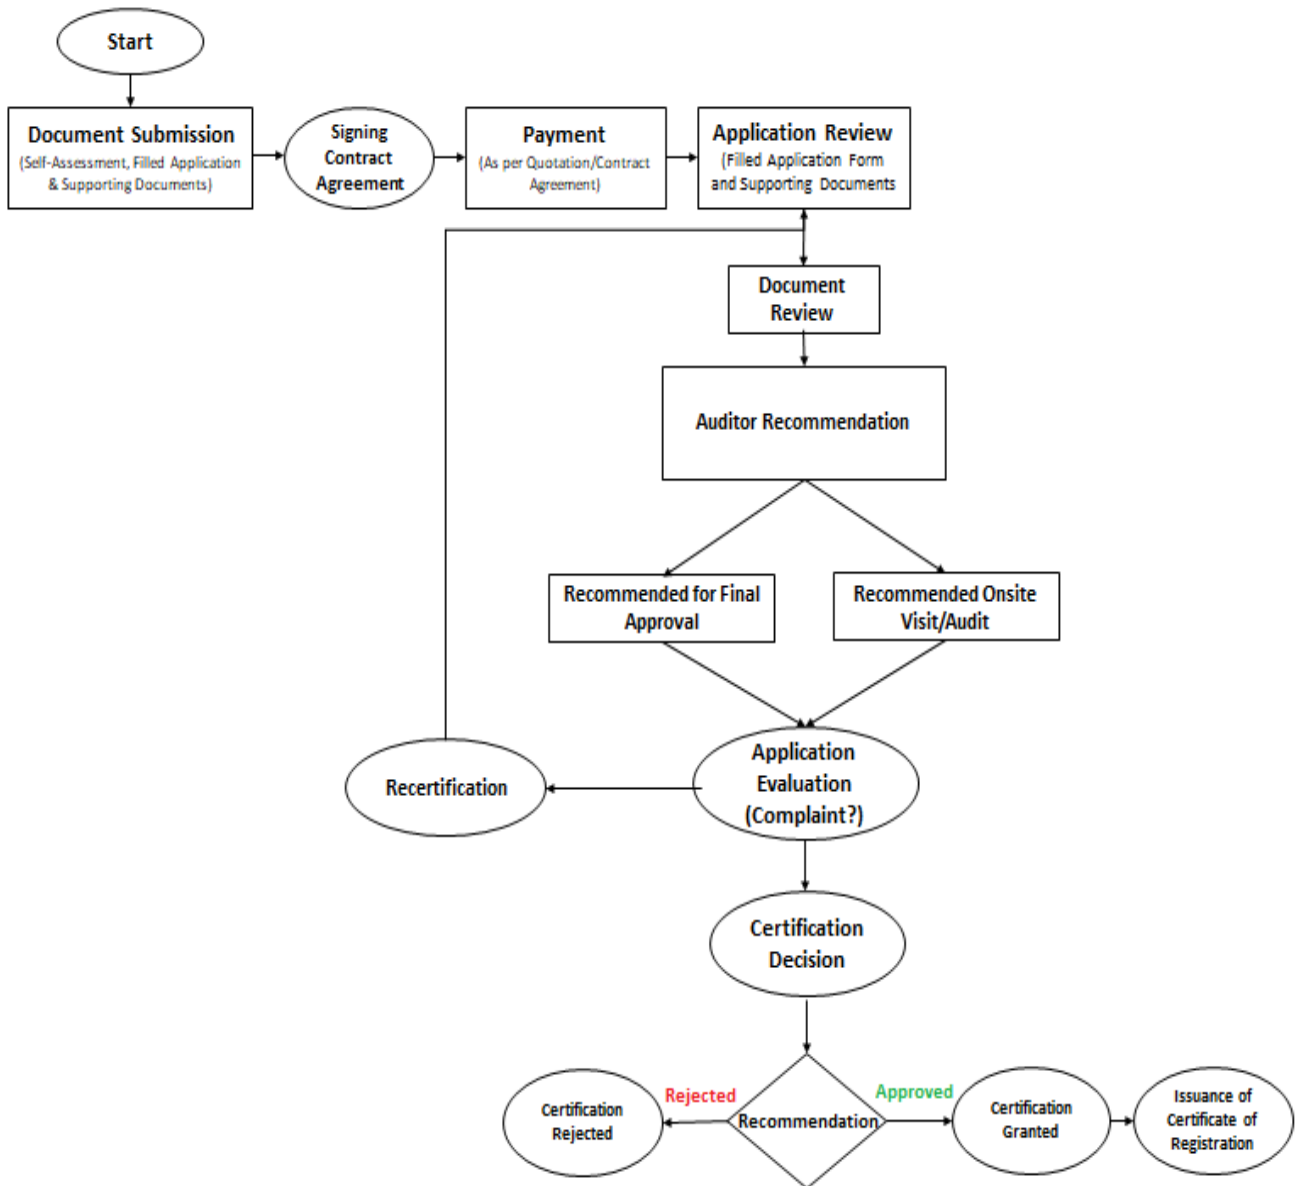 Start
Document Submission
(Self-Assessment, Filled Application
& Supporting Documents)
Signing
Contract
Agreement
Payment
(As per Quotation/Contract
Agreement)
Application Review
(Filled Application Form
and Supporting Documents
Document
Review
Auditor Recommendation
Recommended for Final
Approval
Recommended Onsite
Visit/Audit
Application
Evaluation
(Complaint?)
Recertification
Certification
Decision
Rejected
Approved
Recommendation
Certification
Rejected
Certification
Granted
Issuance of
Certificate of
Registration